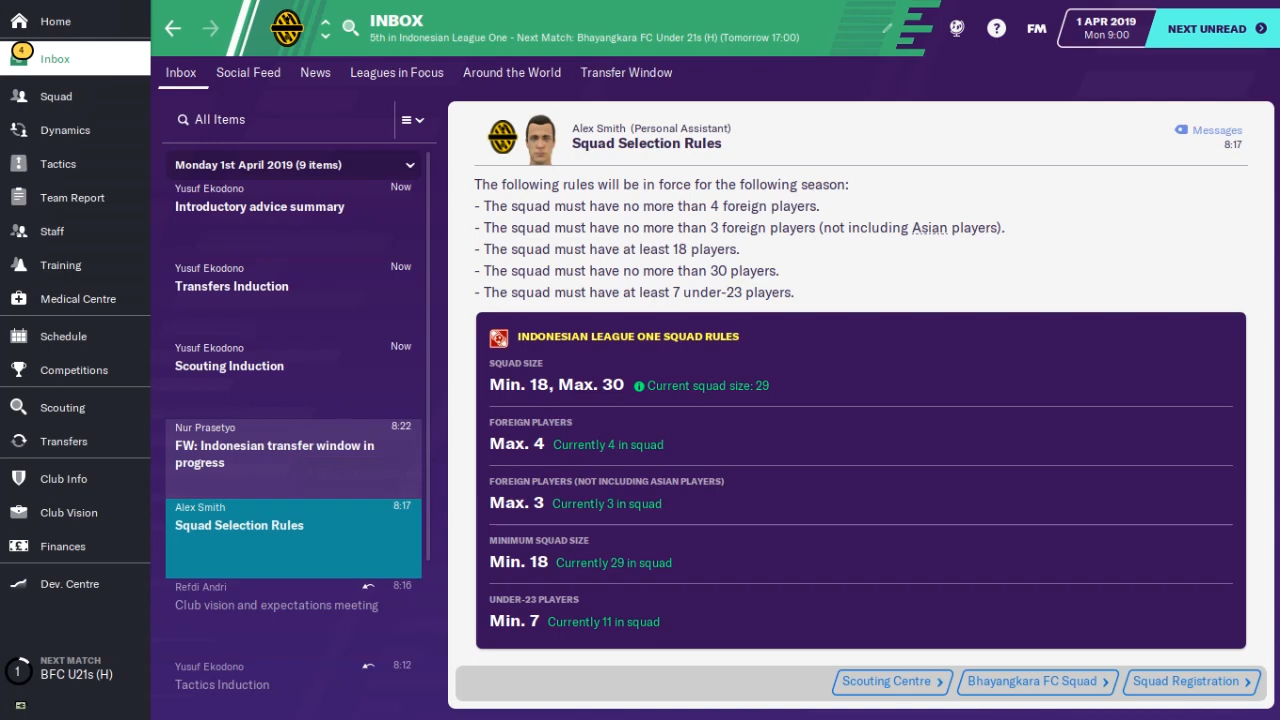 Home
Inbox
4
Squad
Dynamics
Tactics
Team Report
Staff
Training
Medical Centre
Schedule
Competitions
Scouting
Transfers
Club Info
Club Vision
Finances
Dev. Centre
1
NEXT MATCH
BFC U21s (H)
INBOX
5th in Indonesian League One - Next Match: Bhayangkara FC Under 21s (H) (Tomorrow 17:00)
?
FM
1 APR 2019
Mon 9:00
NEXT UNREAD
Inbox Social Feed News Leagues in Focus Around the World Transfer Window
All Items
Monday 1st April 2019 (9 items)
Yusuf Ekodono Now
Introductory advice summary
Yusuf Ekodono Now
Transfers Induction
Yusuf Ekodono Now
Scouting Induction
Nur Prasetyo 8:22
FW: Indonesian transfer window in
progress
Alex Smith 8:17
Squad Selection Rules
Refdi Andri 8:16
Club vision and expectations meeting
Yusuf Ekodono 8:12
Tactics Induction
Alex Smith (Personal Assistant)
Squad Selection Rules
Messages
8:17
The following rules will be in force for the following season:
- The squad must have no more than 4 foreign players.
- The squad must have no more than 3 foreign players (not including Asian players).
- The squad must have at least 18 players.
- The squad must have no more than 30 players.
- The squad must have at least 7 under-23 players.
INDONESIAN LEAGUE ONE SQUAD RULES
SQUAD SIZE
Min. 18, Max. 30 Current squad size: 29
FOREIGN PLAYERS
Max. 4 Currently 4 in squad
FOREIGN PLAYERS (NOT INCLUDING ASIAN PLAYERS)
Max. 3 Currently 3 in squad
MINIMUM SQUAD SIZE
Min. 18 Currently 29 in squad
UNDER-23 PLAYERS
Min. 7 Currently 11 in squad
Scouting Centre Bhayangkara FC Squad Squad Registration